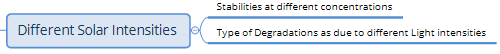 Different Solar Intensities
Stabilities at different concentrations
Type of Degradations as due to different Light intensities